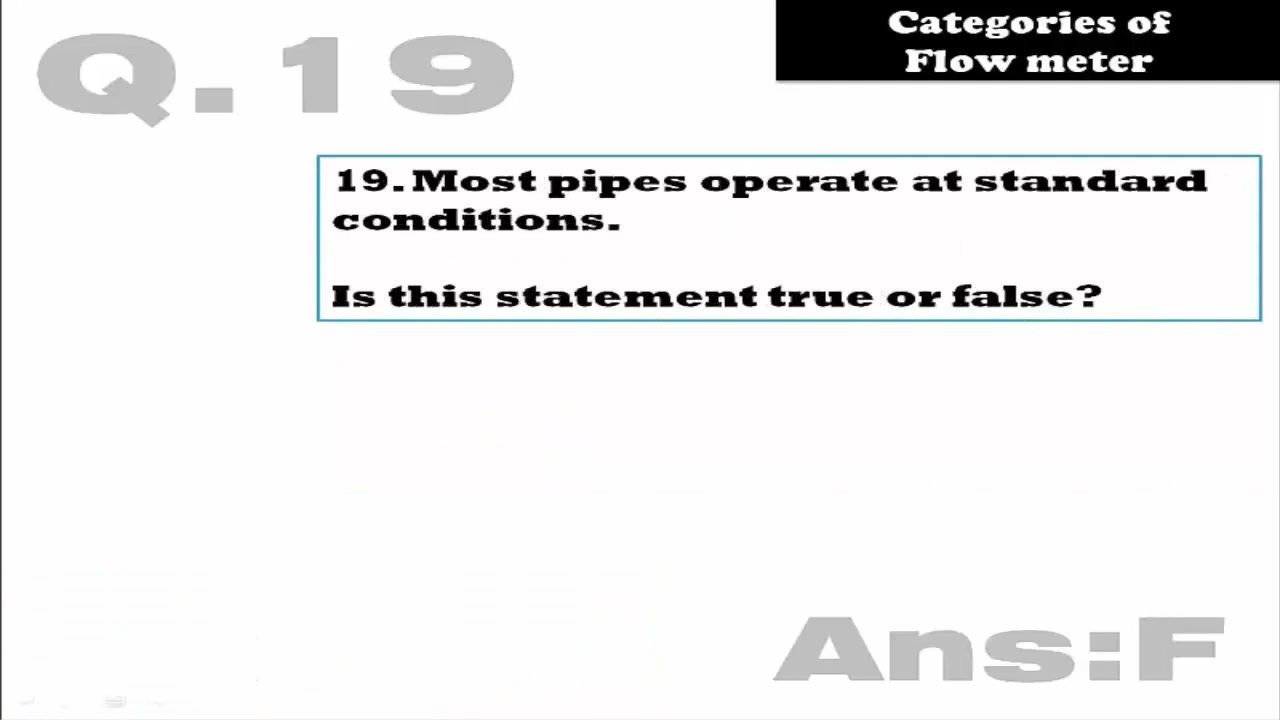 Q.19
Categories of
Flow meter
19. Most pipes operate at standard
conditions.
Is this statement true or false?
Ans:F